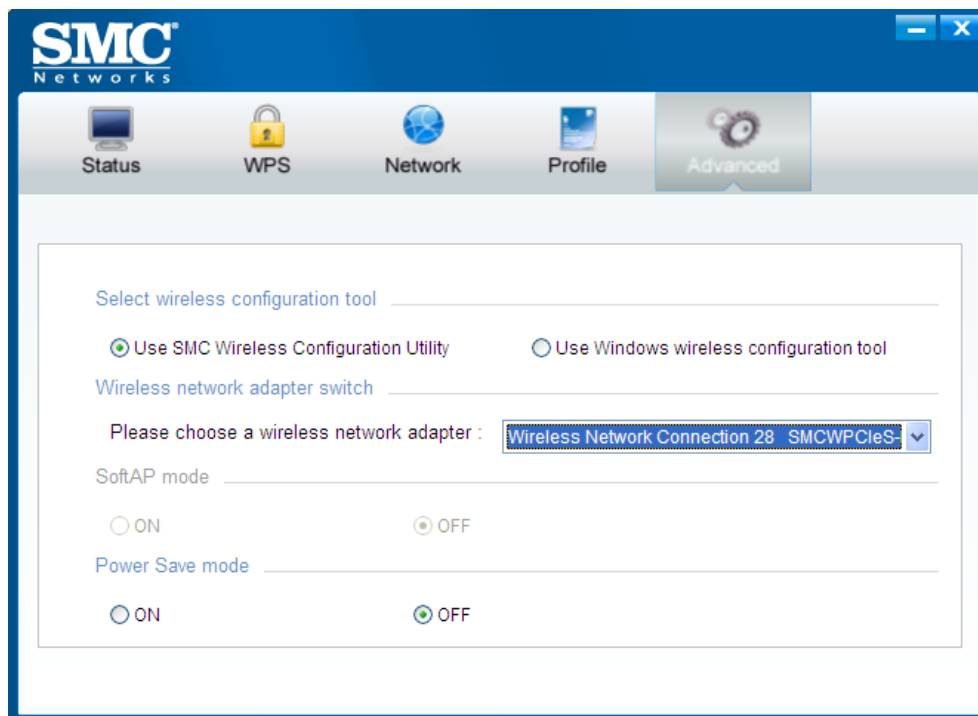 SMC®
Networks
Status WPS Network Profile Advanced
Select wireless configuration tool
Use SMC Wireless Configuration Utility Use Windows wireless configuration tool
Wireless network adapter switch
Please choose a wireless network adapter : Wireless Network Connection 28 SMCWPCIeS-
SoftAP mode
ON OFF
Power Save mode
ON OFF